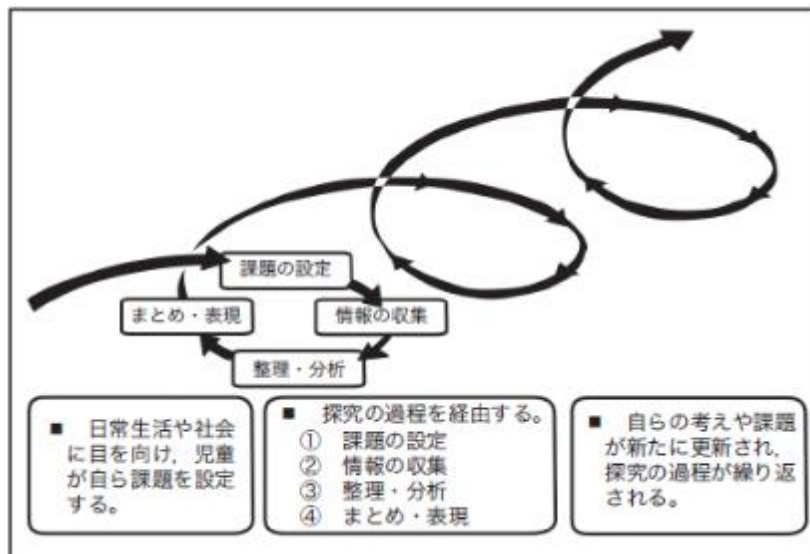 課題の設定
まとめ・表現
情報の収集
整理・分析
■ 日常生活や社会
に目を向け，児童
が自ら課題を設定
する。
■ 探究の過程を経由する。
① 課題の設定
② 情報の収集
③ 整理・分析
④ まとめ・表現
■ 自らの考えや課題
が新たに更新され，
探究の過程が繰り返
される。